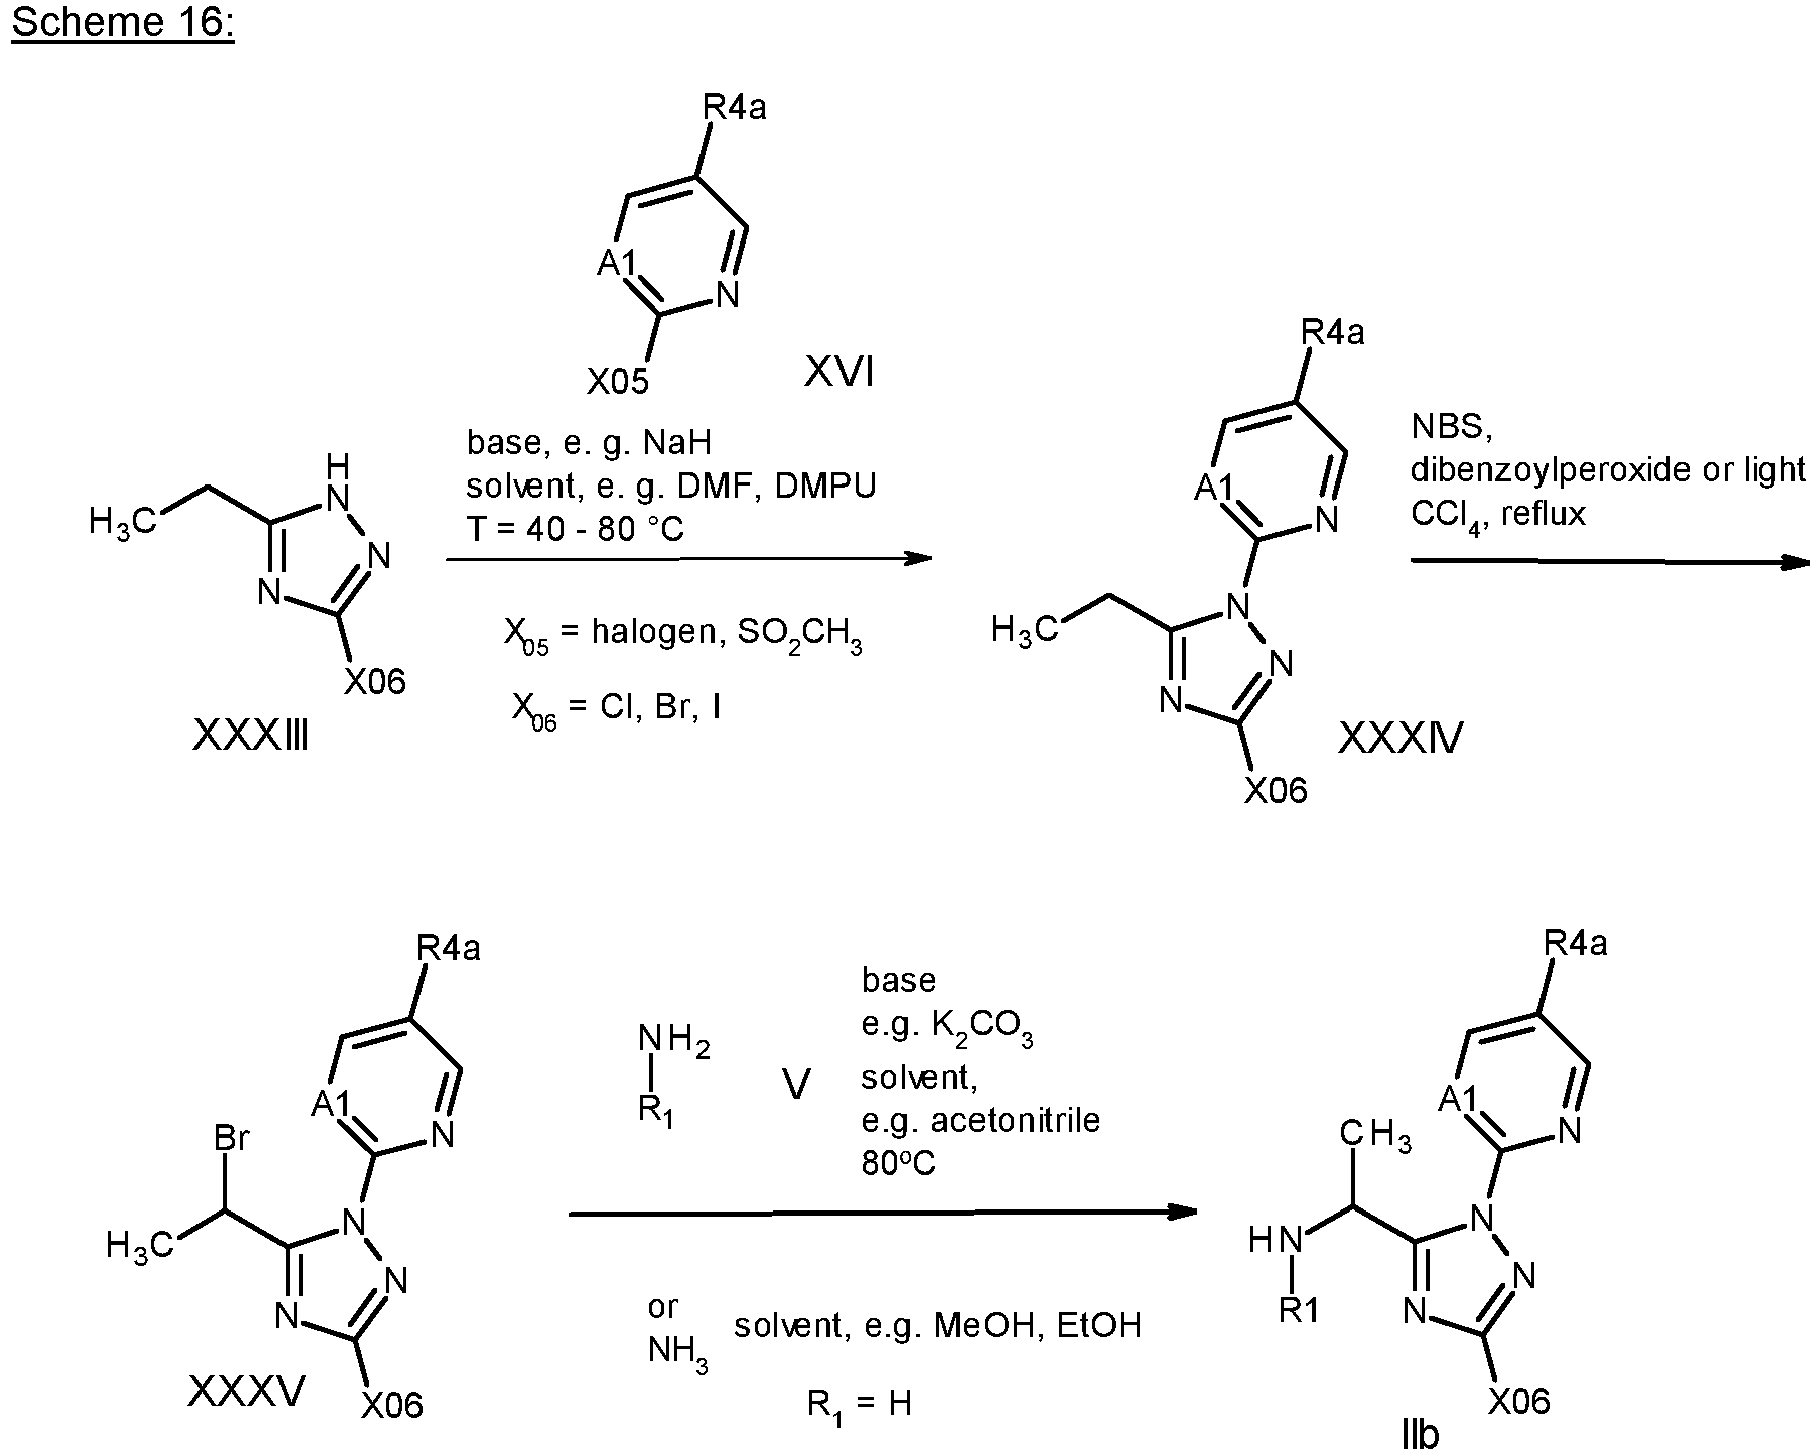 Scheme 16:
R4a
A1
N
X05
XVI
base, e. g. NaH
solvent, e. g. DMF, DMPU
T = 40 - 80 °C
X05 = halogen, SO2CH3
X06 = Cl, Br, I
H
N
H3C
N
N
X06
XXXIII
R4a
A1
N
N
H3C
N
N
X06
XXXIV
NBS,
dibenzoylperoxide or light
CCl4, reflux
R4a
A1
N
Br
N
H3C
N
N
X06
XXXV
NH2
R1
V
base
e.g. K2CO3
solvent,
e.g. acetonitrile
80ºC
or
NH3
solvent, e.g. MeOH, EtOH
R1 = H
R4a
A1
N
CH3
N
HN
N
R1
N
X06
IIb